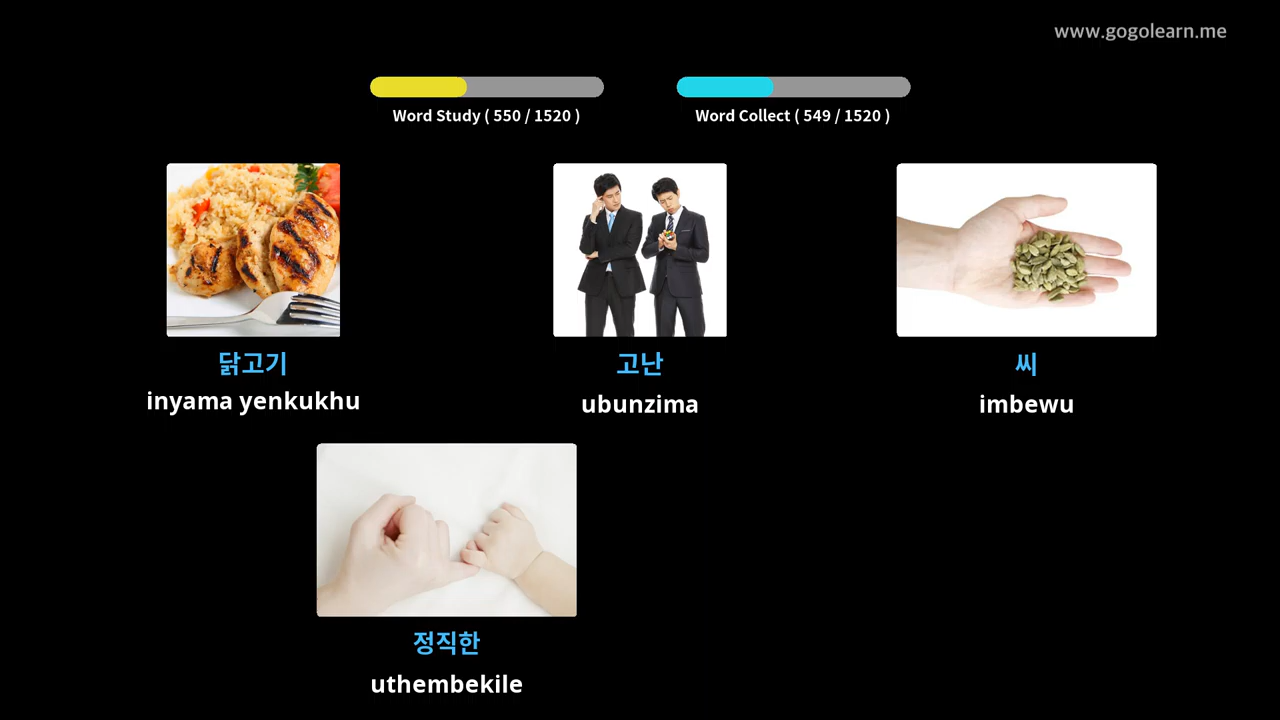 www.gogolearn.me
Word Study ( 550 / 1520 )
Word Collect ( 549 / 1520 )
닭고기
inyama yenkukhu
고난
ubunzima
씨
imbewu
정직한
uthembekile